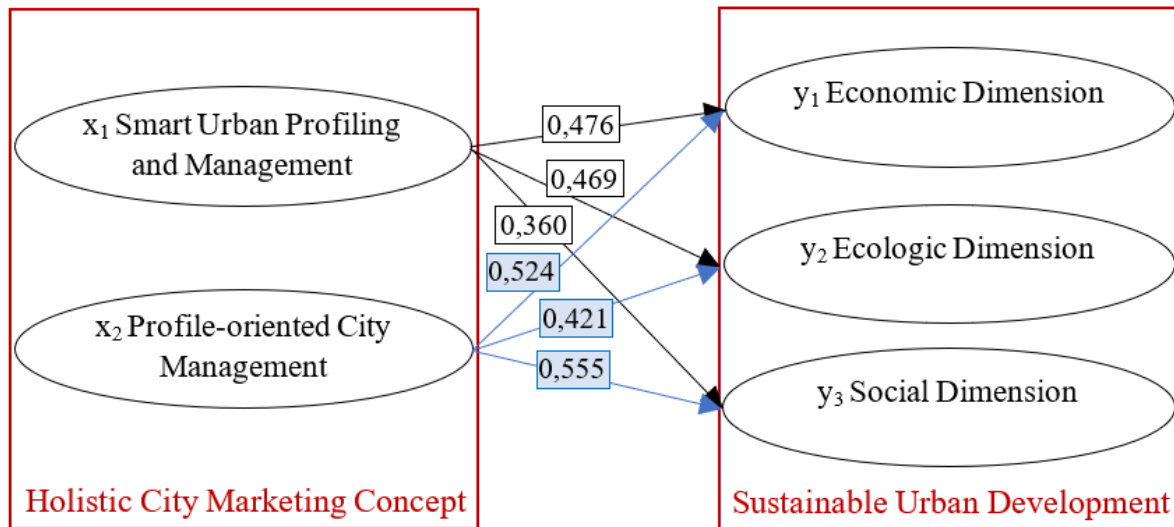 x₁ Smart Urban Profiling
and Management
x₂ Profile-oriented City
Management
Holistic City Marketing Concept
0,476
0,469
0,360
0,524
0,421
0,555
y₁ Economic Dimension
y₂ Ecologic Dimension
y₃ Social Dimension
Sustainable Urban Development